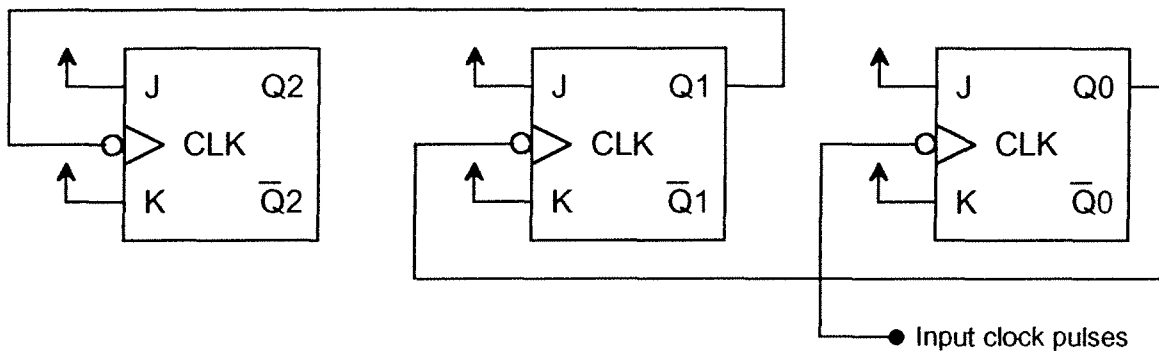 J Q2
CLK
K Q̅2
J Q1
CLK
K Q̅1
J Q0
CLK
K Q̅0
Input clock pulses